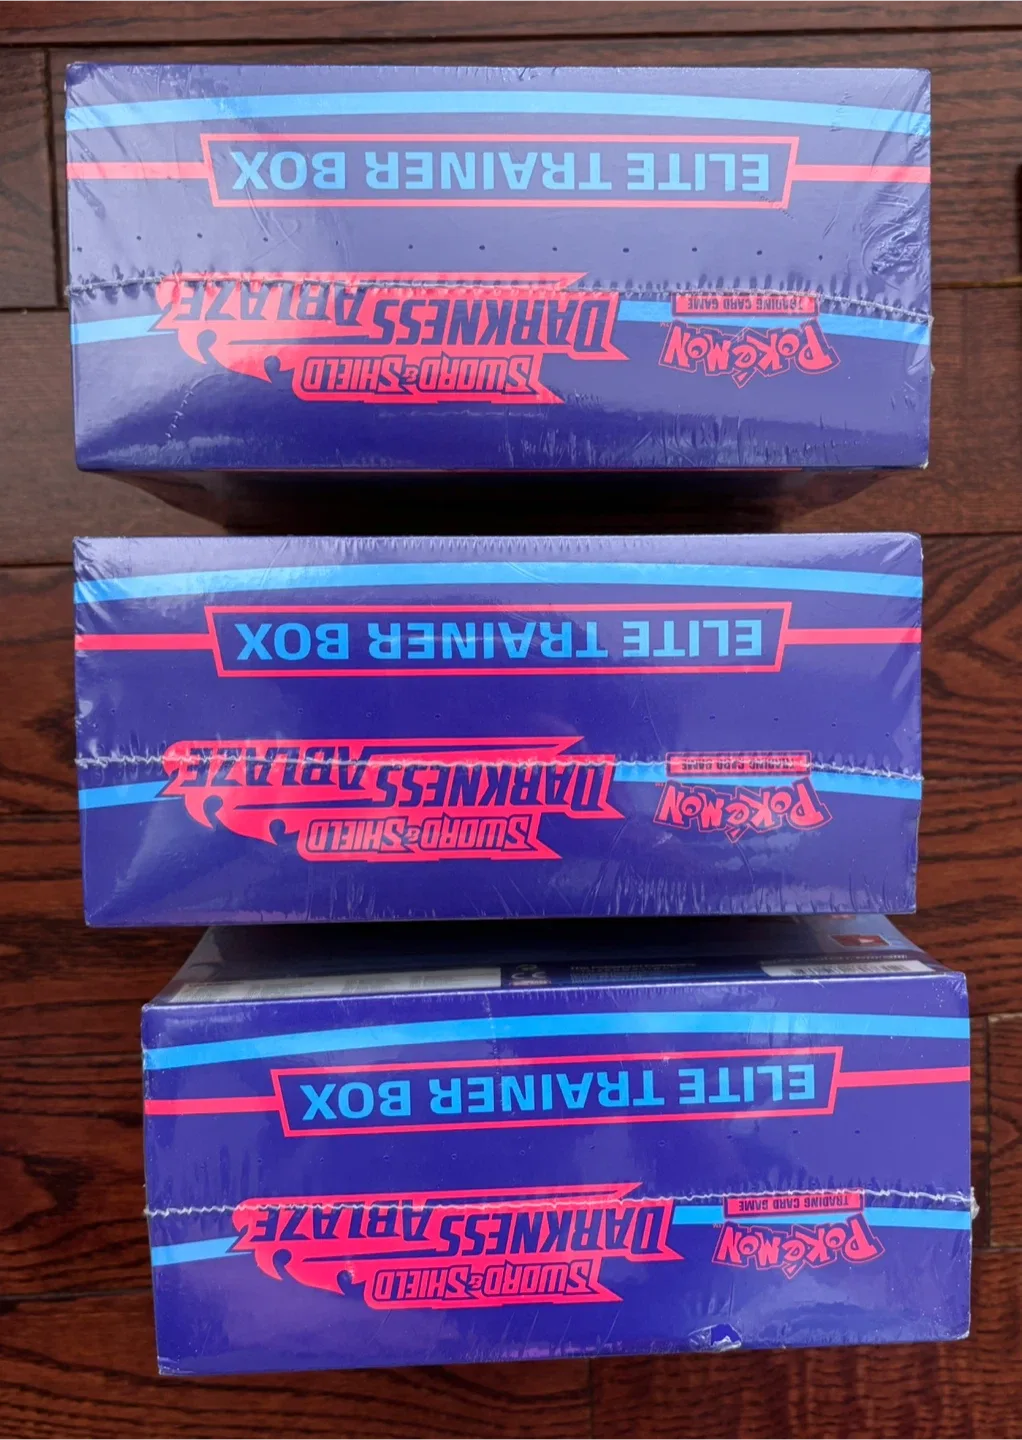 ELITE TRAINER BOX
DARKNESS ABLAZE
SWORD & SHIELD
TRADING CARD GAME
POKÉMON
ELITE TRAINER BOX
DARKNESS ABLAZE
SWORD & SHIELD
TRADING CARD GAME
POKÉMON
ELITE TRAINER BOX
DARKNESS ABLAZE
SWORD & SHIELD
TRADING CARD GAME
POKÉMON